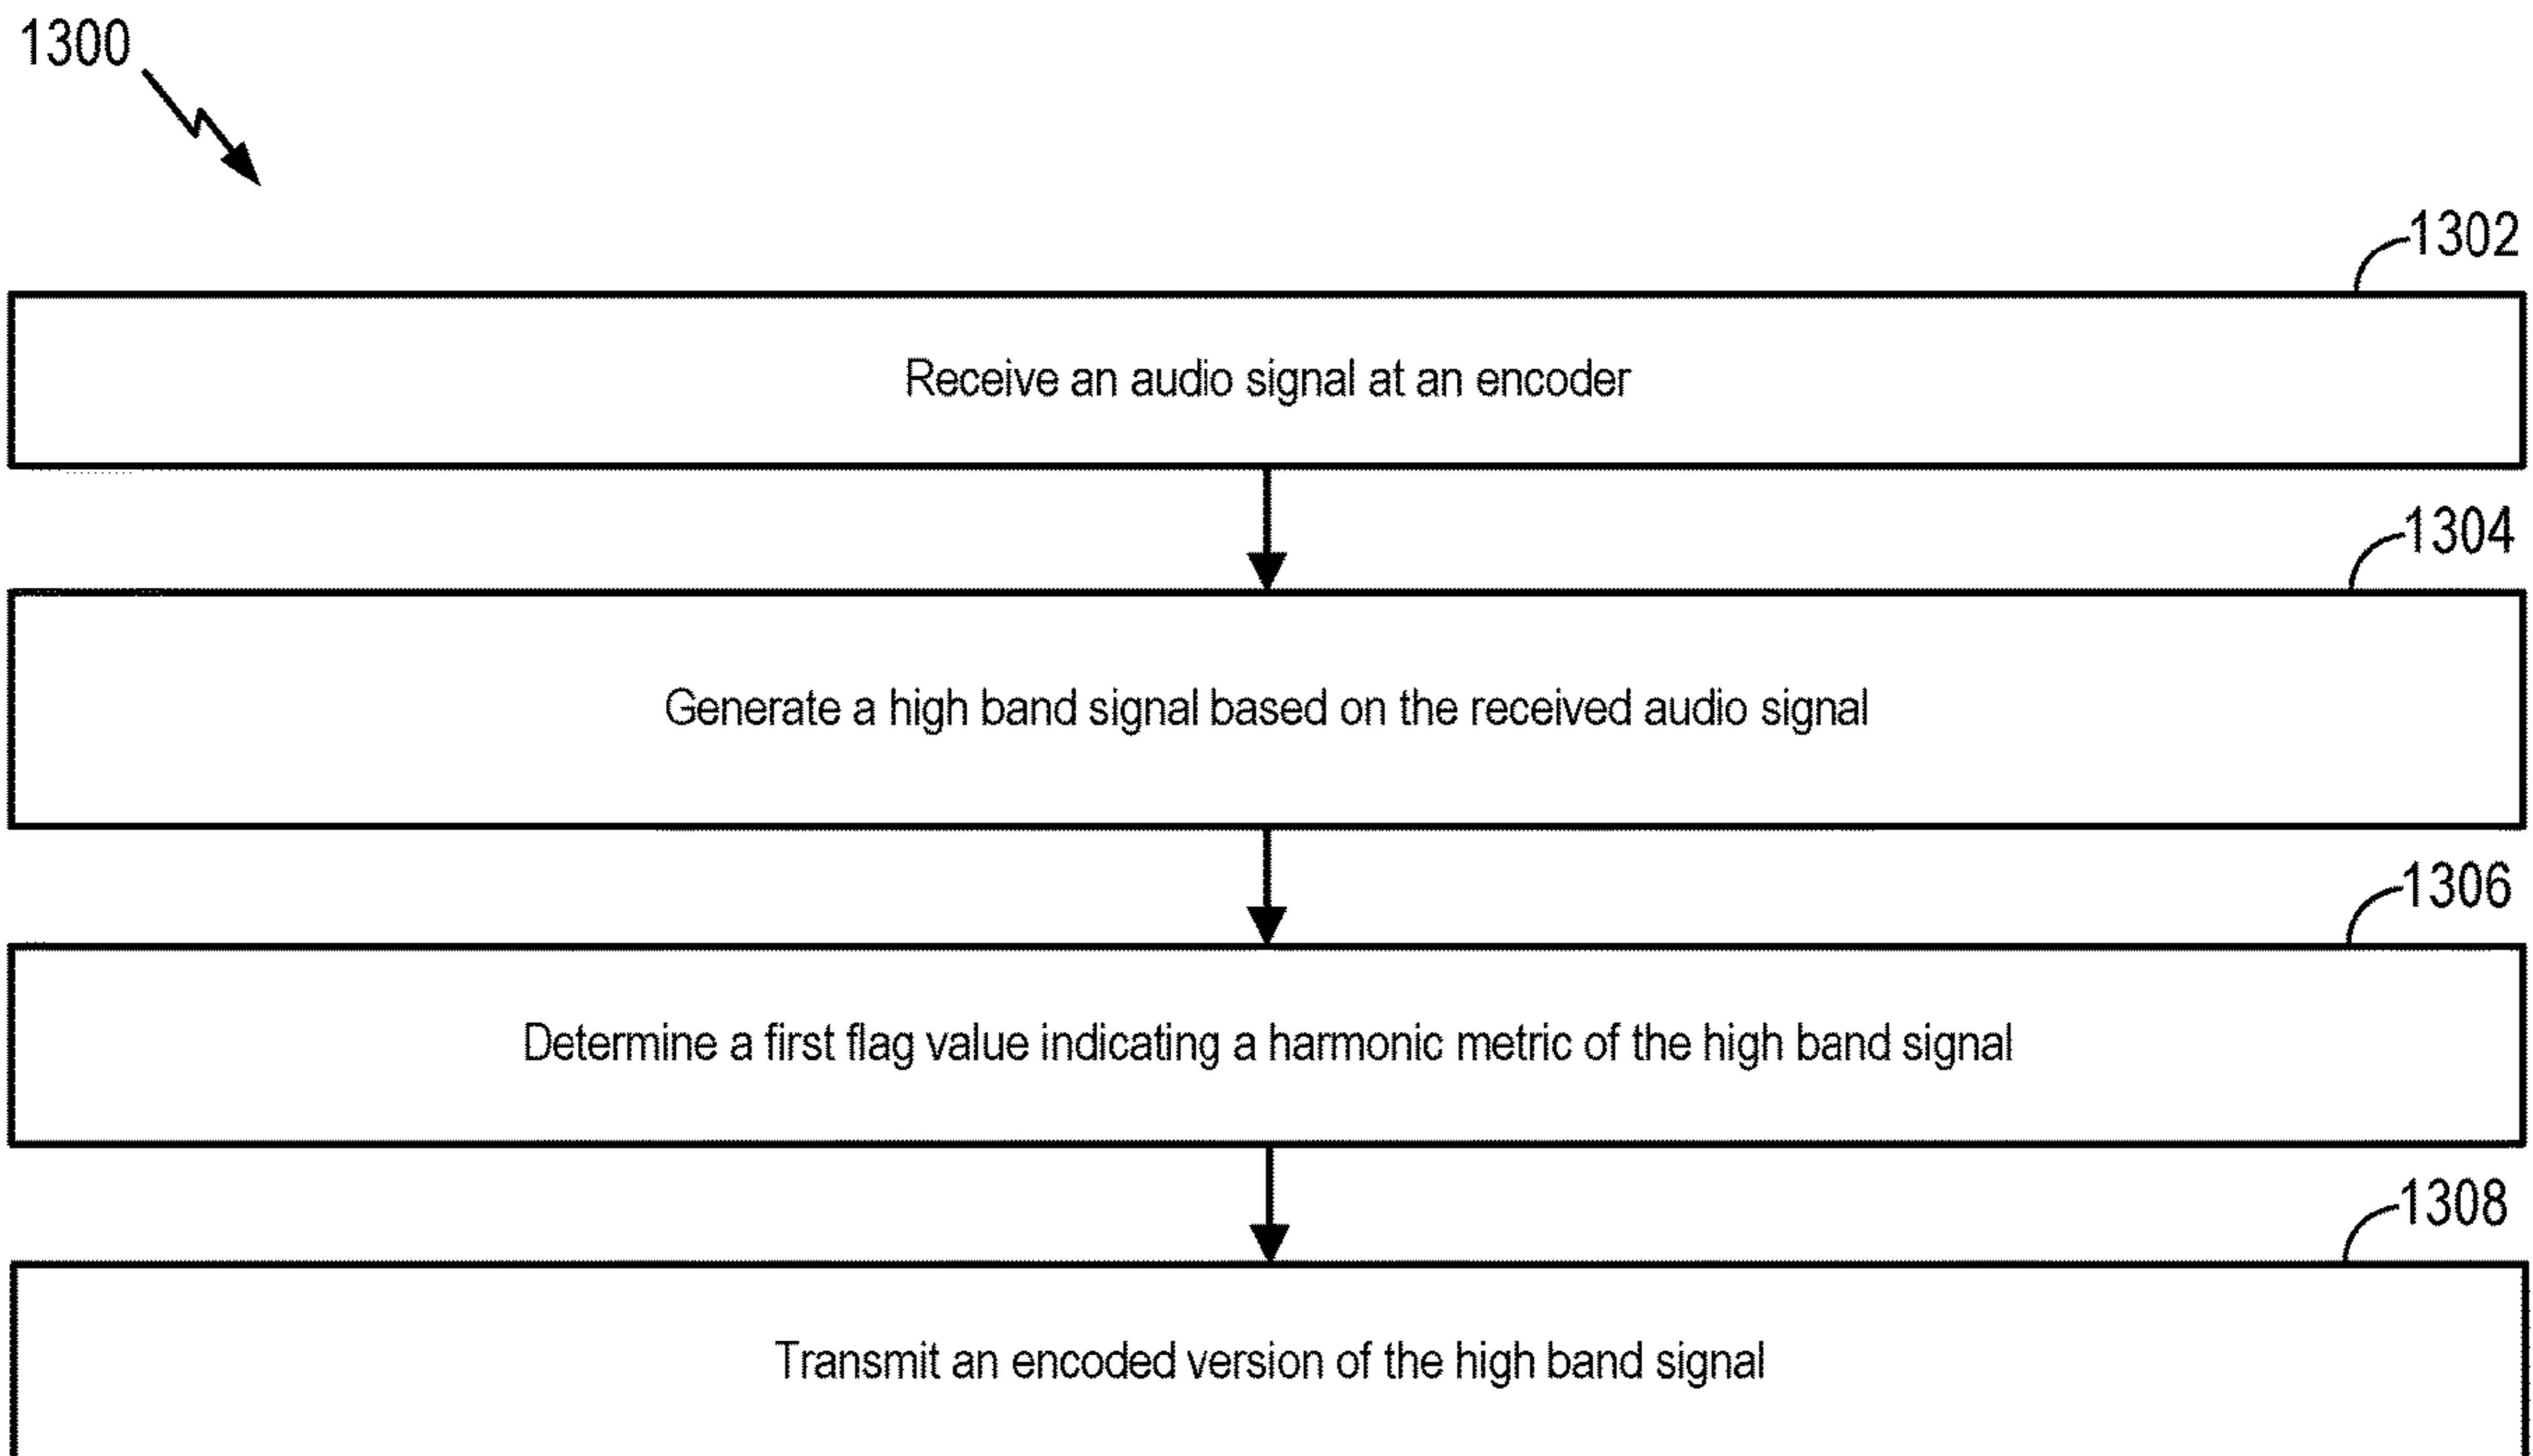 1300
1302
Receive an audio signal at an encoder
1304
Generate a high band signal based on the received audio signal
1306
Determine a first flag value indicating a harmonic metric of the high band signal
1308
Transmit an encoded version of the high band signal